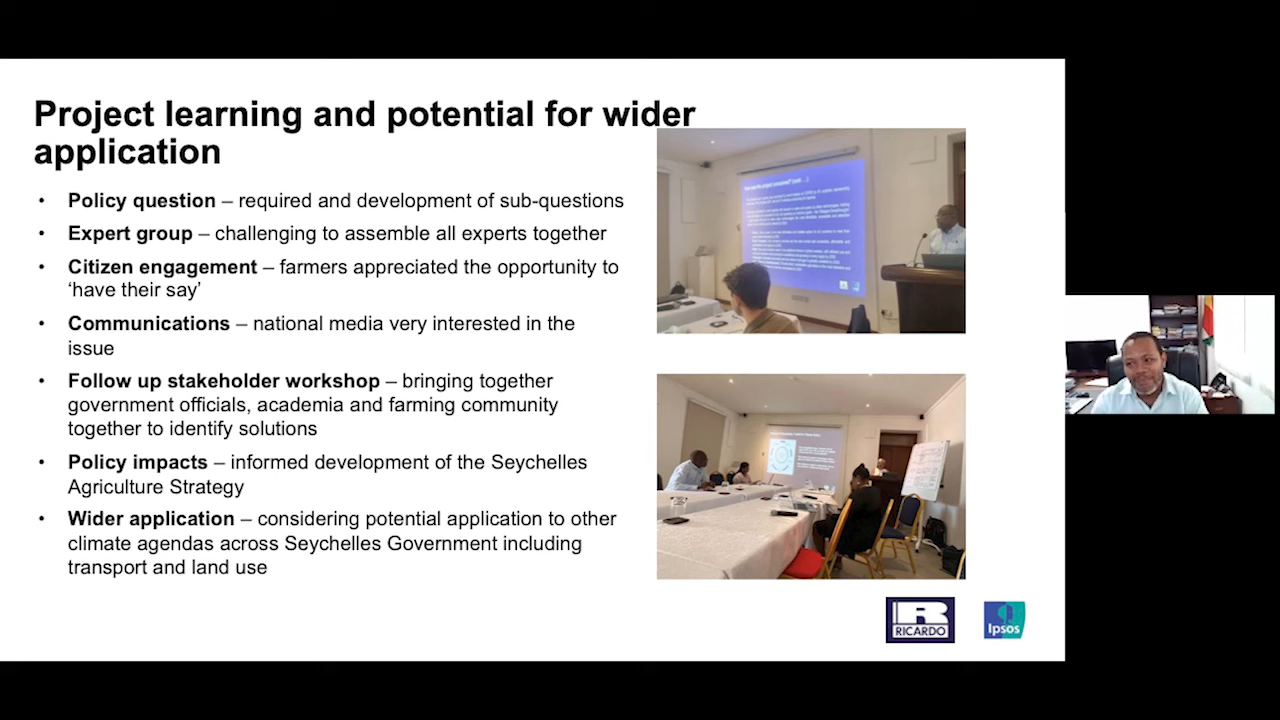 Project learning and potential for wider
application
• Policy question – required and development of sub-questions
• Expert group – challenging to assemble all experts together
• Citizen engagement – farmers appreciated the opportunity to
‘have their say’
• Communications – national media very interested in the
issue
• Follow up stakeholder workshop – bringing together
government officials, academia and farming community
together to identify solutions
• Policy impacts – informed development of the Seychelles
Agriculture Strategy
• Wider application – considering potential application to other
climate agendas across Seychelles Government including
transport and land use
R
RICARDO
Ipsos